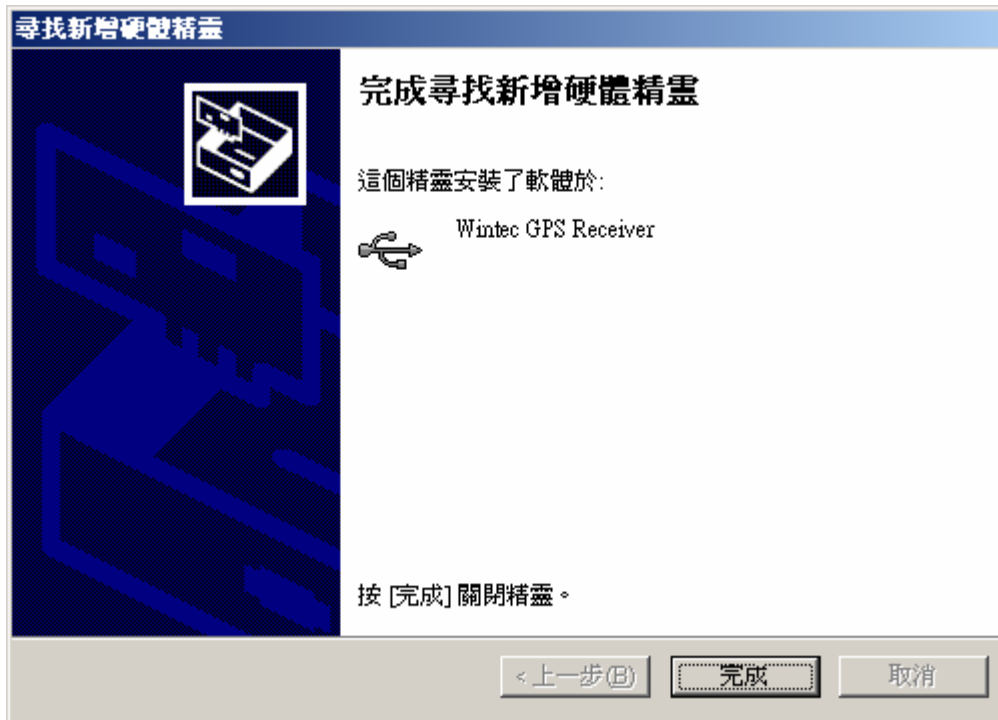 尋找新增硬體精靈
完成尋找新增硬體精靈
這個精靈安裝了軟體於:
Wintec GPS Receiver
按 [完成] 關閉精靈。
< 上一步(B)
完成
取消